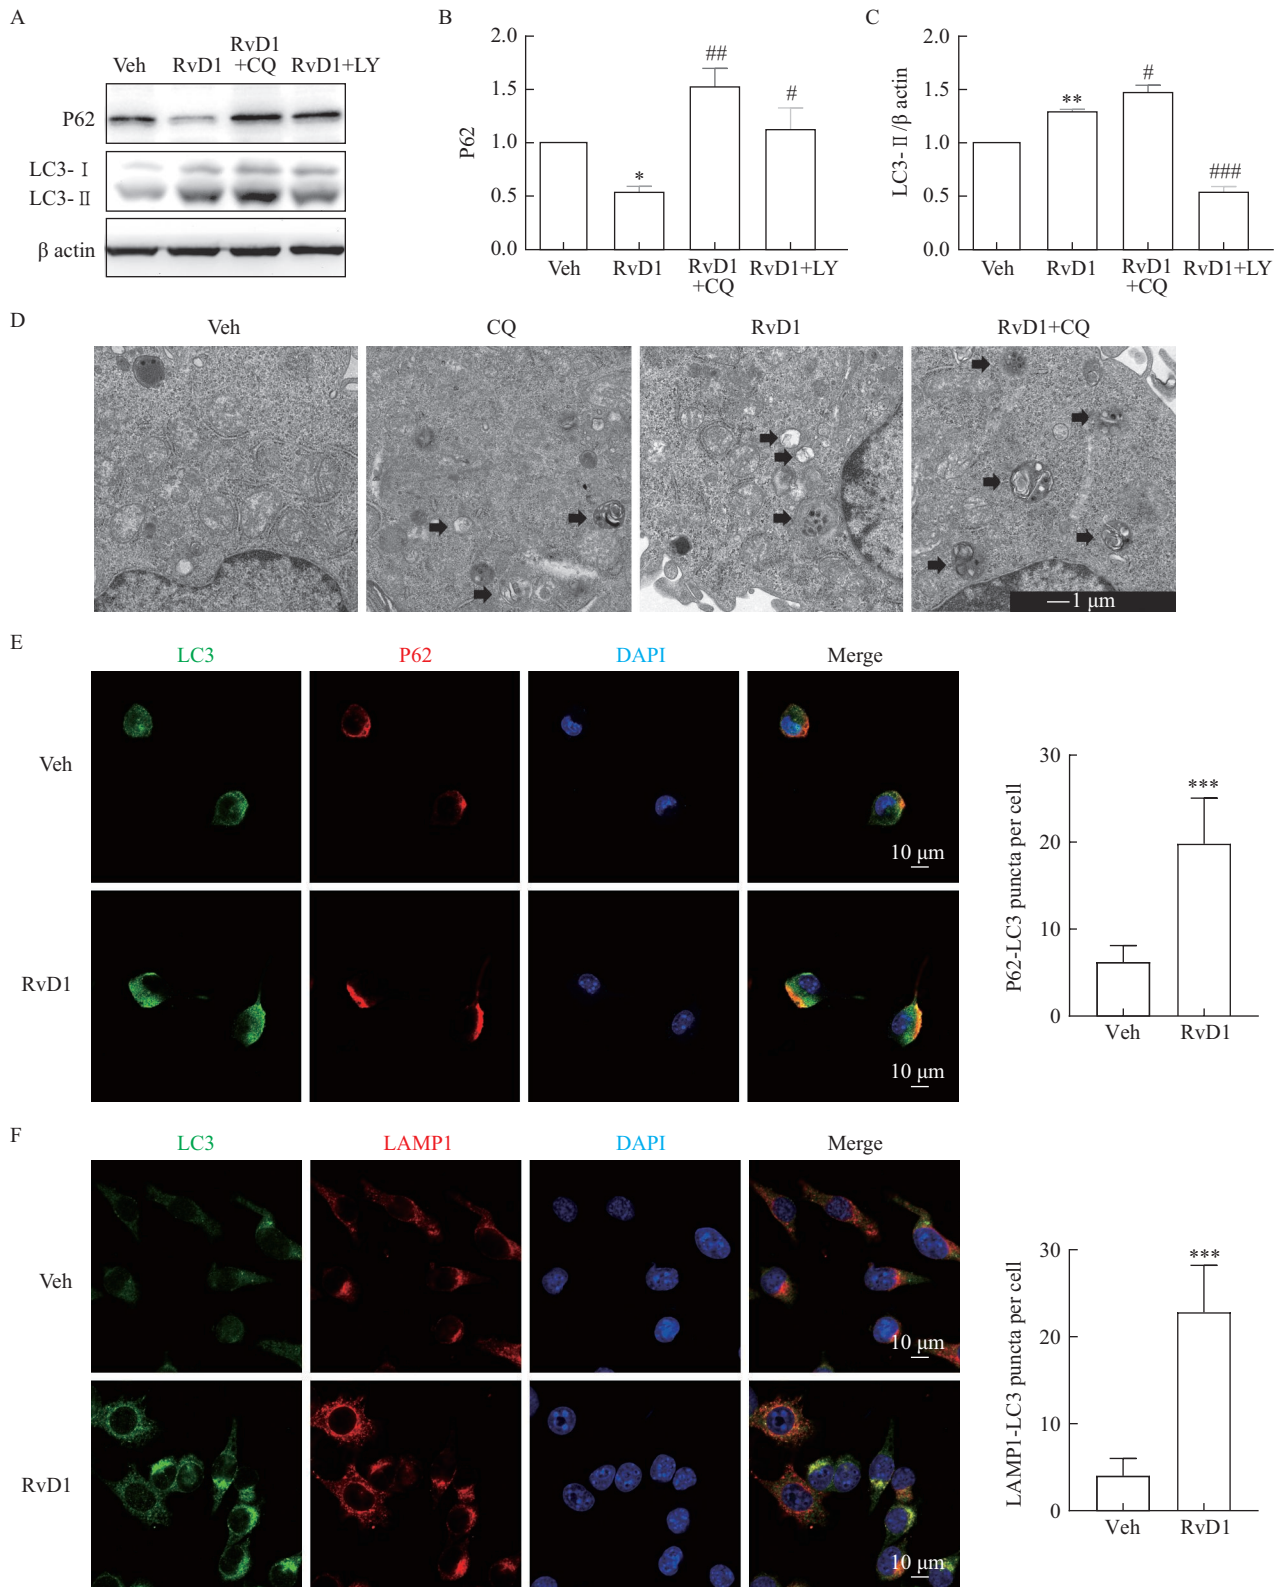 A
Veh
RvD1
RvD1
+CQ
RvD1+LY
P62
LC3- Ⅰ
LC3- Ⅱ
β actin
B
P62
2.0
1.5
1.0
0.5
0.0
*
##
#
Veh
RvD1
RvD1
+CQ
RvD1+LY
C
LC3- Ⅱ/β actin
2.0
1.5
1.0
0.5
0.0
**
#
###
Veh
RvD1
RvD1
+CQ
RvD1+LY
D
Veh
CQ
RvD1
RvD1+CQ
1 μm
E
LC3
P62
DAPI
Merge
Veh
10 μm
RvD1
10 μm
P62-LC3 puncta per cell
30
20
10
0
***
Veh
RvD1
F
LC3
LAMP1
DAPI
Merge
Veh
10 μm
RvD1
10 μm
LAMP1-LC3 puncta per cell
30
20
10
0
***
Veh
RvD1